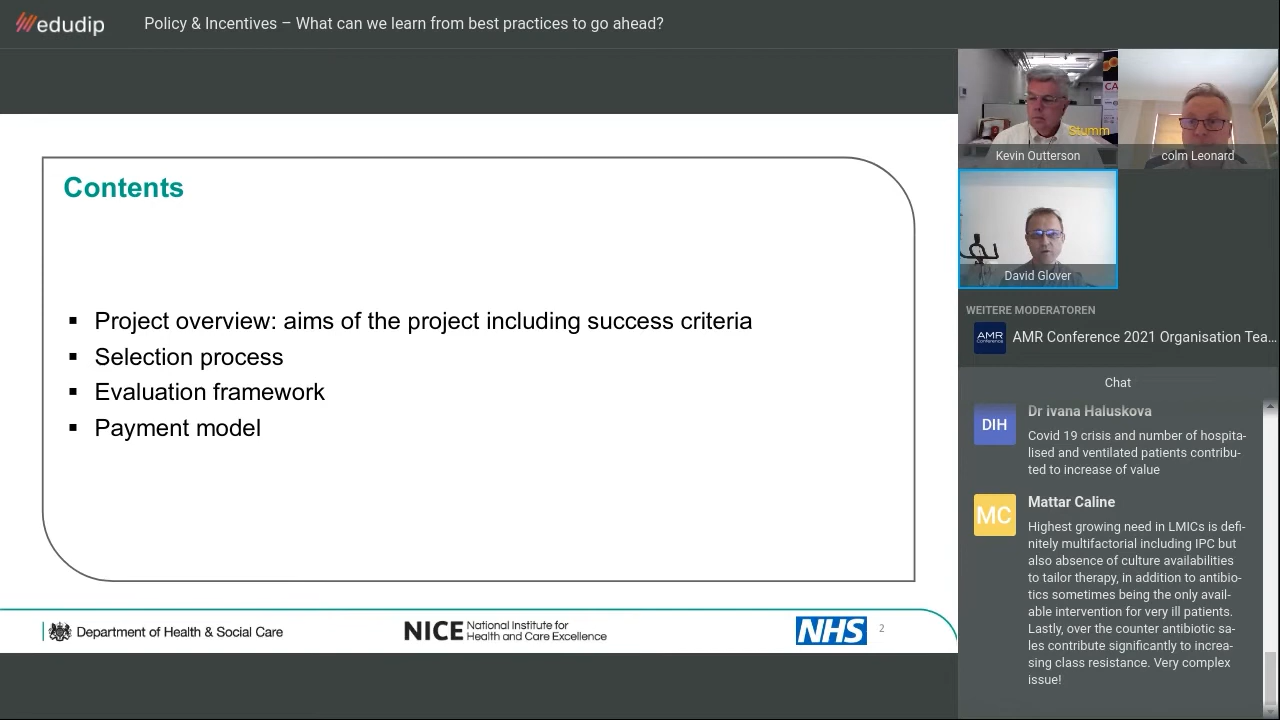 edudip
Policy & Incentives – What can we learn from best practices to go ahead?
Contents
▪ Project overview: aims of the project including success criteria
▪ Selection process
▪ Evaluation framework
▪ Payment model
Department of Health & Social Care
NICE National Institute for
Health and Care Excellence
NHS
2
CA
Stumm
Kevin Outterson
colm Leonard
David Glover
WEITERE MODERATOREN
AMR
Conference
AMR Conference 2021 Organisation Tea...
Chat
DIH
Dr ivana Haluskova
Covid 19 crisis and number of hospita-
lised and ventilated patients contribu-
ted to increase of value
MC
Mattar Caline
Highest growing need in LMICs is defi-
nitely multifactorial including IPC but
also absence of culture availabilities
to tailor therapy, in addition to antibio-
tics sometimes being the only avail-
able intervention for very ill patients.
Lastly, over the counter antibiotic sa-
les contribute significantly to increa-
sing class resistance. Very complex
issue!